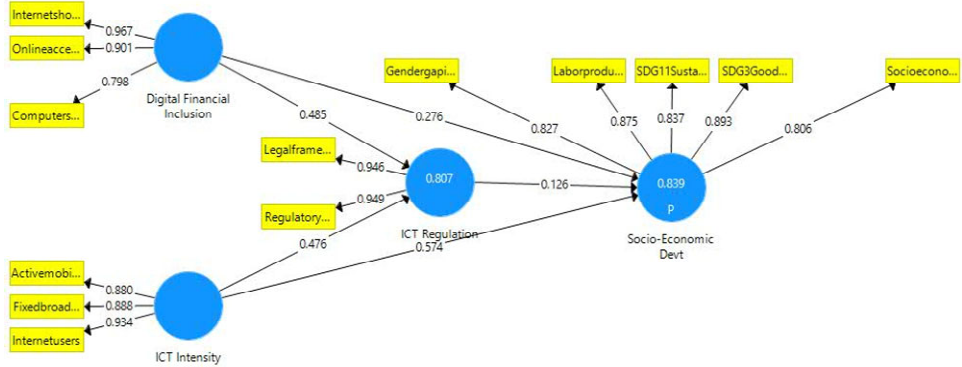 Internetsho...
0.967
Onlineacce...
0.901
0.798
Computers...
Digital Financial
Inclusion
Gendergapi...
Laborprodu...
SDG11Susta...
SDG3Good...
Socioecono...
0.485
0.276
0.827
0.875
0.837
0.893
0.806
Legalframe...
0.946
0.807
0.949
Regulatory...
ICT Regulation
0.126
0.839
p
Socio-Economic
Devt
0.476
0.574
Activemobi...
0.880
Fixedbroad...
0.888
0.934
Internetusers
ICT Intensity